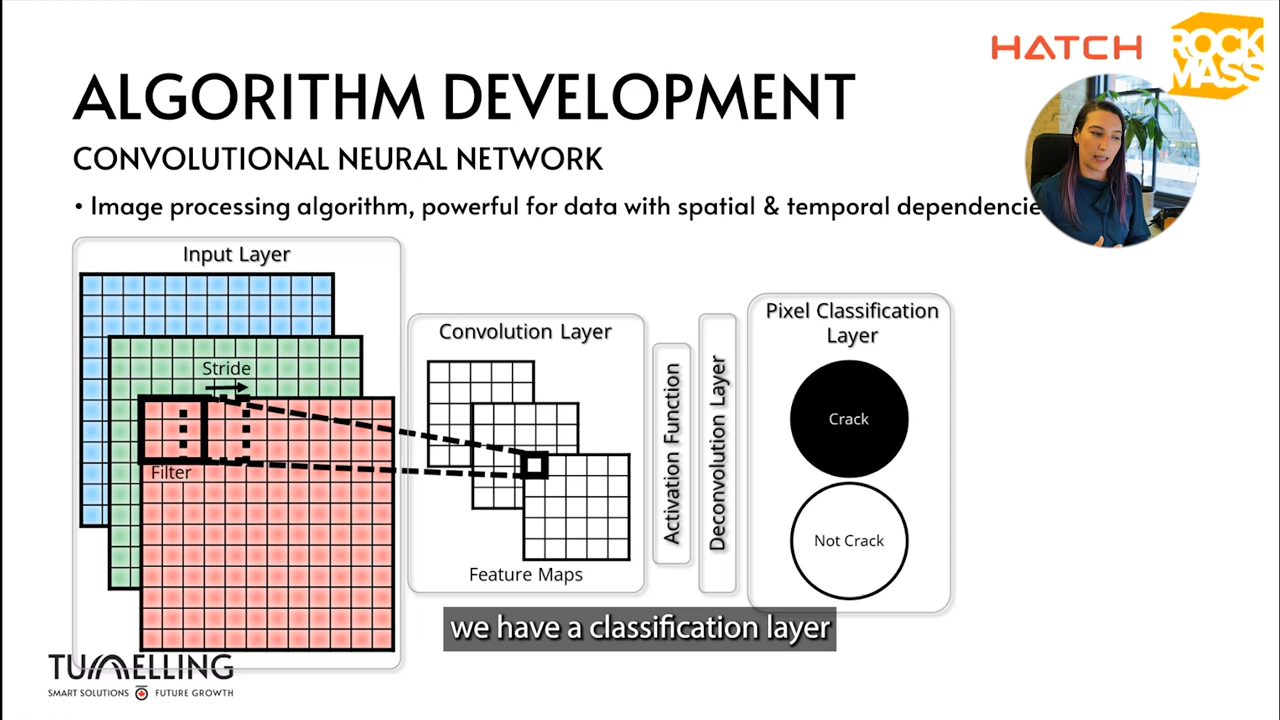 HATCH
ROCK
MASS
ALGORITHM DEVELOPMENT
CONVOLUTIONAL NEURAL NETWORK
• Image processing algorithm, powerful for data with spatial & temporal dependencie
Input Layer
Stride
Filter
Convolution Layer
Feature Maps
Activation Function
Deconvolution Layer
Pixel Classification
Layer
Crack
Not Crack
we have a classification layer
TUNNELLING
SMART SOLUTIONS FUTURE GROWTH